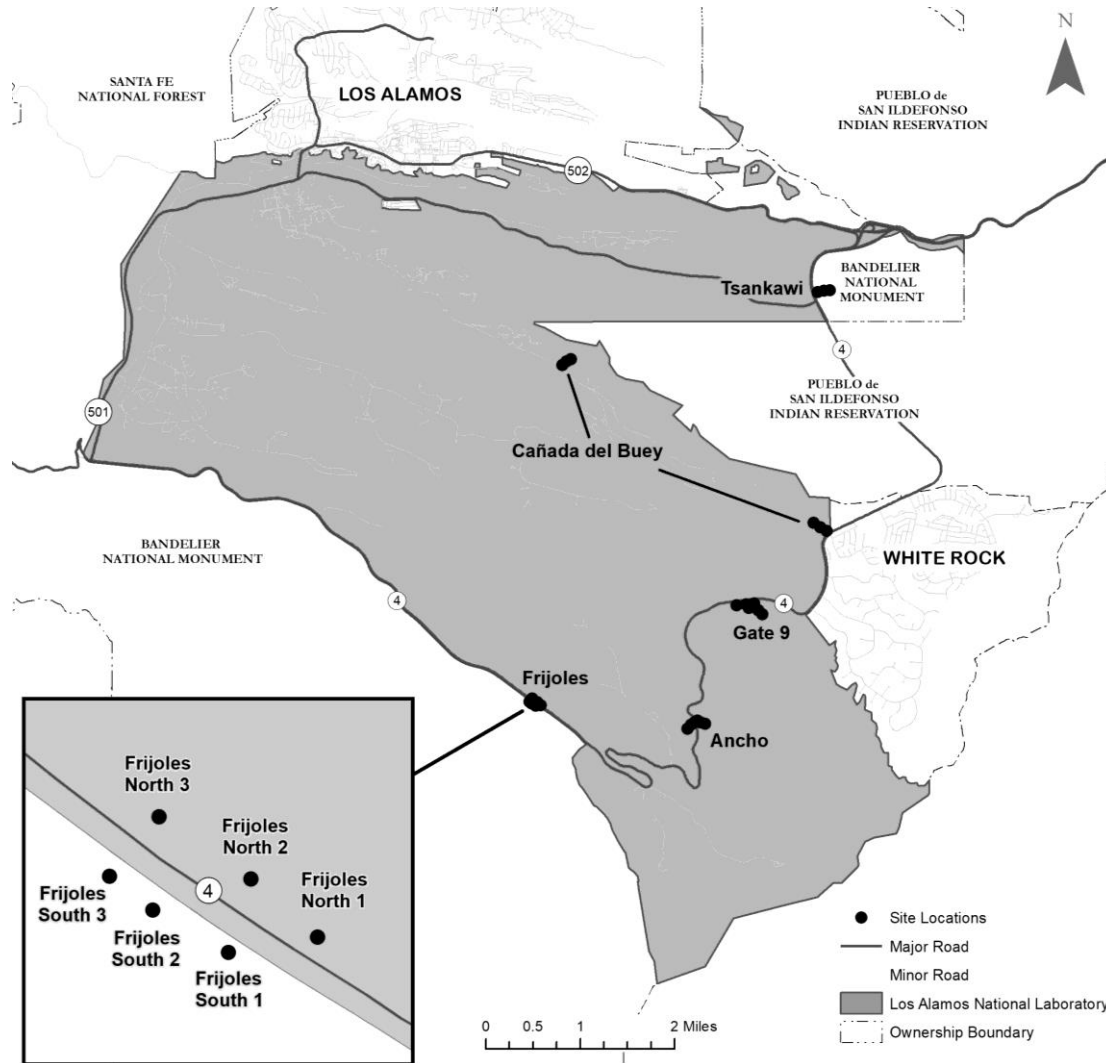 N
SANTA FE
NATIONAL FOREST
LOS ALAMOS
PUEBLO de
SAN ILDEFONSO
INDIAN RESERVATION
502
Tsankawi
BANDELIER
NATIONAL
MONUMENT
4
PUEBLO de
SAN ILDEFONSO
INDIAN RESERVATION
501
Cañada del Buey
BANDELIER
NATIONAL MONUMENT
WHITE ROCK
4
4
Gate 9
Frijoles
Ancho
Frijoles
North 3
Frijoles
North 2
Frijoles
North 1
4
Frijoles
South 3
Frijoles
South 2
Frijoles
South 1
Site Locations
Major Road
Minor Road
Los Alamos National Laboratory
Ownership Boundary
0 0.5 1 2 Miles